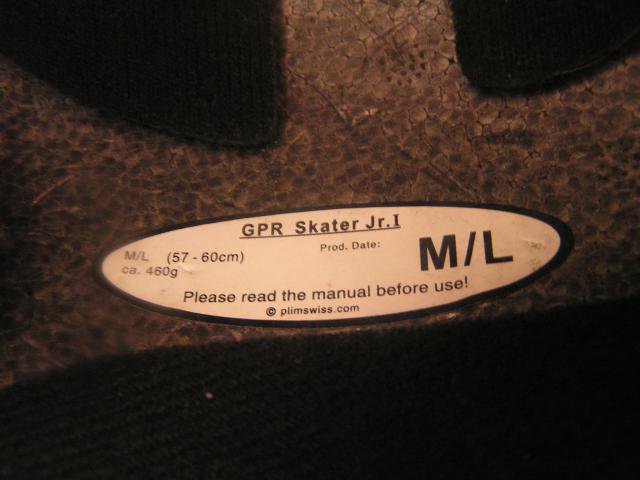 GPR Skater Jr.I
M/L (57 - 60cm) Prod. Date: M/L
ca. 460g
Please read the manual before use!
© plimswiss.com